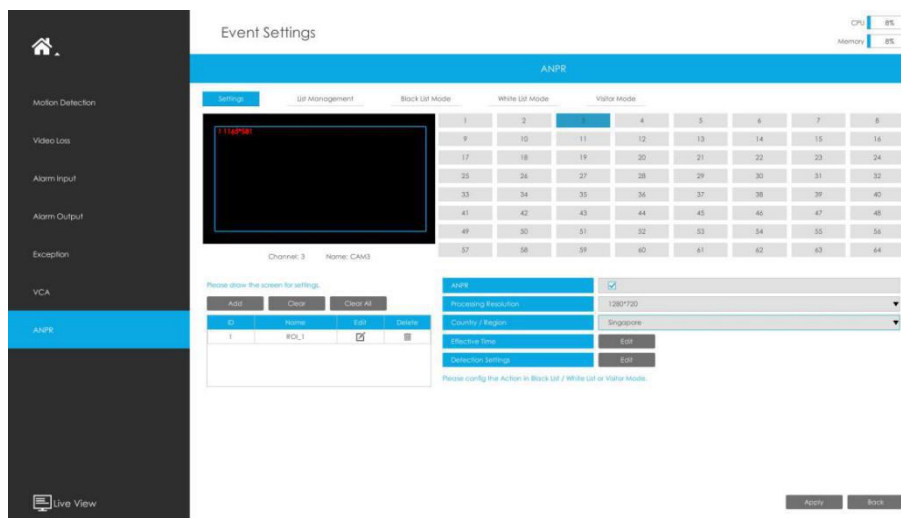 Event Settings
CPU 8%
Memory 8%
ANPR
Motion Detection
Video Loss
Alarm Input
Alarm Output
Exception
VCA
ANPR
Live View
Settings List Management Black List Mode White List Mode Visitor Mode
1 1160*581
Channel: 3 Name: CAM3
1 2 3 4 5 6 7 8
9 10 11 12 13 14 15 16
17 18 19 20 21 22 23 24
25 26 27 28 29 30 31 32
33 34 35 36 37 38 39 40
41 42 43 44 45 46 47 48
49 50 51 52 53 54 55 56
57 58 59 60 61 62 63 64
Please draw the screen for settings.
Add Clear Clear All
ID Name Edit Delete
1 ROI_1
ANPR
Processing Resolution 1280*720
Country / Region Singapore
Effective Time Edit
Detection Settings Edit
Please config the Action in Black List / White List or Visitor Mode.
Apply Back